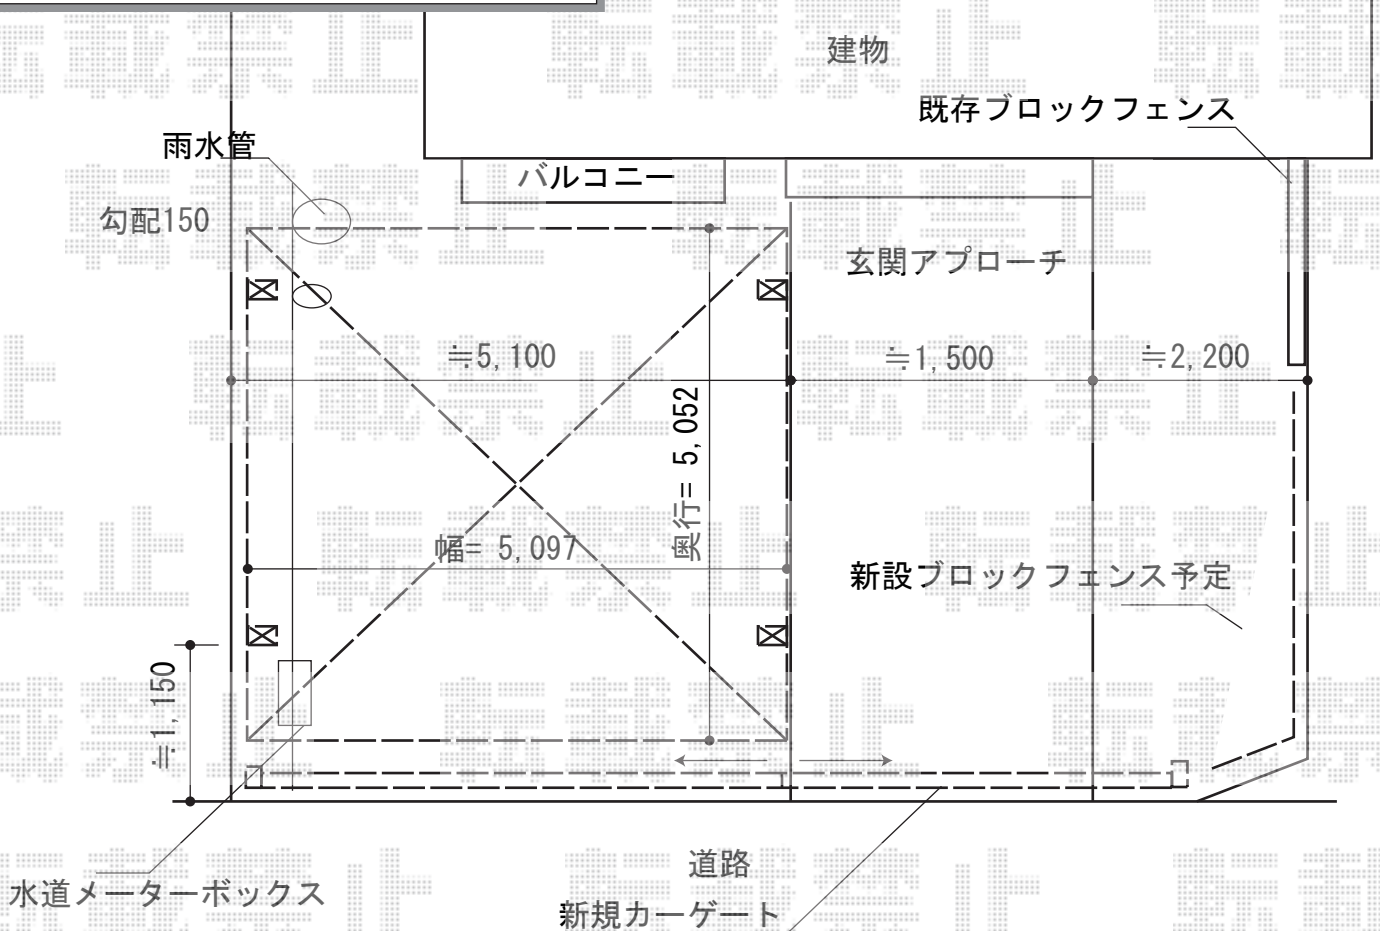 建物
既存ブロックフェンス
雨水管
バルコニー
勾配150
玄関アプローチ
≒5,100
≒1,500
≒2,200
奥行= 5,052
幅= 5,097
新設ブロックフェンス予定
≒1,150
道路
水道メーターボックス
新規カーゲート
転載禁止